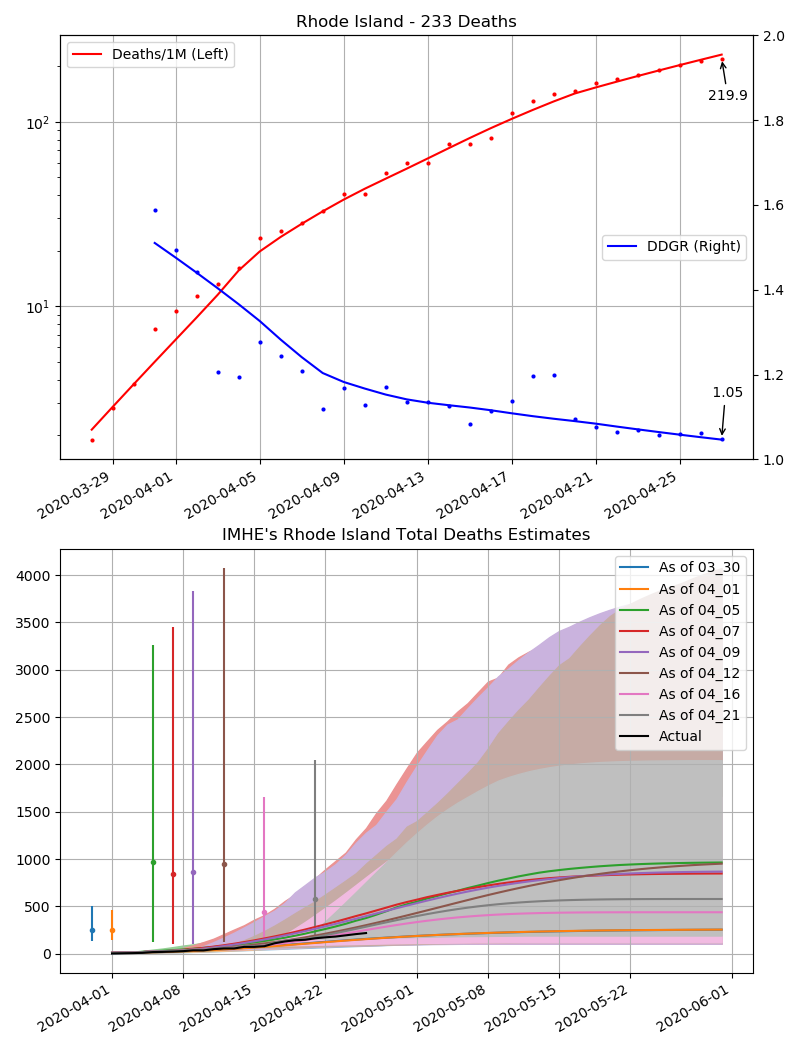 Rhode Island - 233 Deaths
Deaths/1M (Left)
DDGR (Right)
219.9
1.05
10²
10¹
2.0
1.8
1.6
1.4
1.2
1.0
2020-03-29
2020-04-01
2020-04-05
2020-04-09
2020-04-13
2020-04-17
2020-04-21
2020-04-25
IMHE's Rhode Island Total Deaths Estimates
4000
3500
3000
2500
2000
1500
1000
500
0
As of 03_30
As of 04_01
As of 04_05
As of 04_07
As of 04_09
As of 04_12
As of 04_16
As of 04_21
Actual
2020-04-01
2020-04-08
2020-04-15
2020-04-22
2020-05-01
2020-05-08
2020-05-15
2020-05-22
2020-06-01